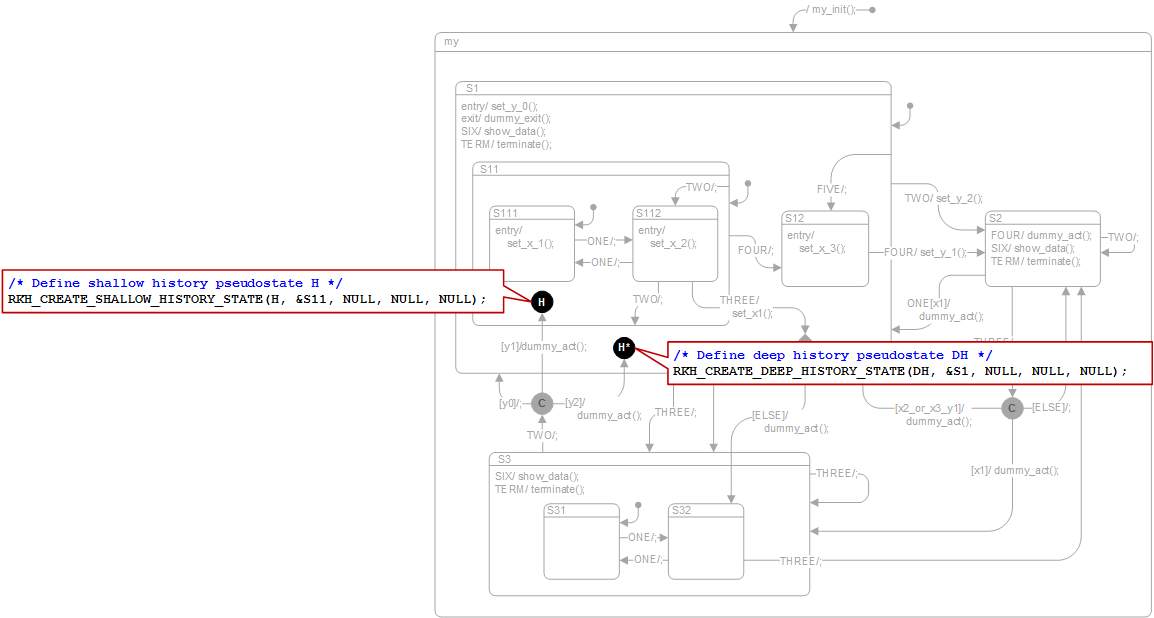 / my_init();
my
S1
entry/ set_y_0();
exit/ dummy_exit();
SIX/ show_data();
TERM/ terminate();
S11
TWO/;
FIVE/;
TWO/ set_y_2();
S111
entry/
set_x_1();
ONE/;
ONE/;
S112
entry/
set_x_2();
FOUR/;
S12
entry/
set_x_3();
FOUR/ set_y_1();
S2
FOUR/ dummy_act();
SIX/ show_data();
TERM/ terminate();
TWO/;
/* Define shallow history pseudostate H */
RKH_CREATE_SHALLOW_HISTORY_STATE(H, &S11, NULL, NULL, NULL);
H
TWO/;
THREE/
set_x1();
ONE[x1]/
dummy_act();
[y1]/dummy_act();
H*
/* Define deep history pseudostate DH */
RKH_CREATE_DEEP_HISTORY_STATE(DH, &S1, NULL, NULL, NULL);
[y0]/;
C
[y2]/
dummy_act();
THREE/;
[ELSE]/
dummy_act();
[x2_or_x3_y1]/
dummy_act();
C
[ELSE]/;
TWO/;
S3
SIX/ show_data();
TERM/ terminate();
THREE/;
[x1]/ dummy_act();
S31
ONE/;
ONE/;
S32
THREE/;